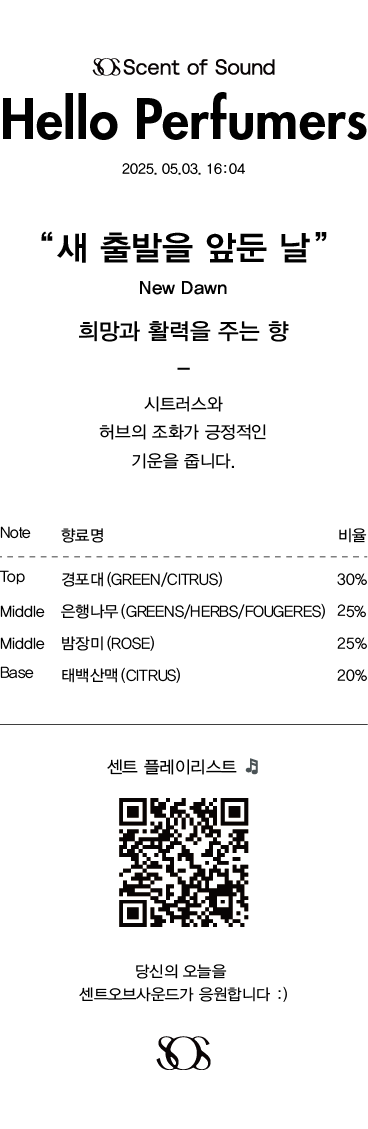 SOS Scent of Sound
Hello Perfumers
2025. 05.03. 16:04
“새 출발을 앞둔 날”
New Dawn
희망과 활력을 주는 향
–
시트러스와
허브의 조화가 긍정적인
기운을 줍니다.
Note 향료명 비율
Top 경포대(GREEN/CITRUS) 30%
Middle 은행나무(GREENS/HERBS/FOUGERES) 25%
Middle 밤장미(ROSE) 25%
Base 태백산맥(CITRUS) 20%
센트 플레이리스트 🎵
당신의 오늘을
센트오브사운드가 응원합니다 :)
SOS